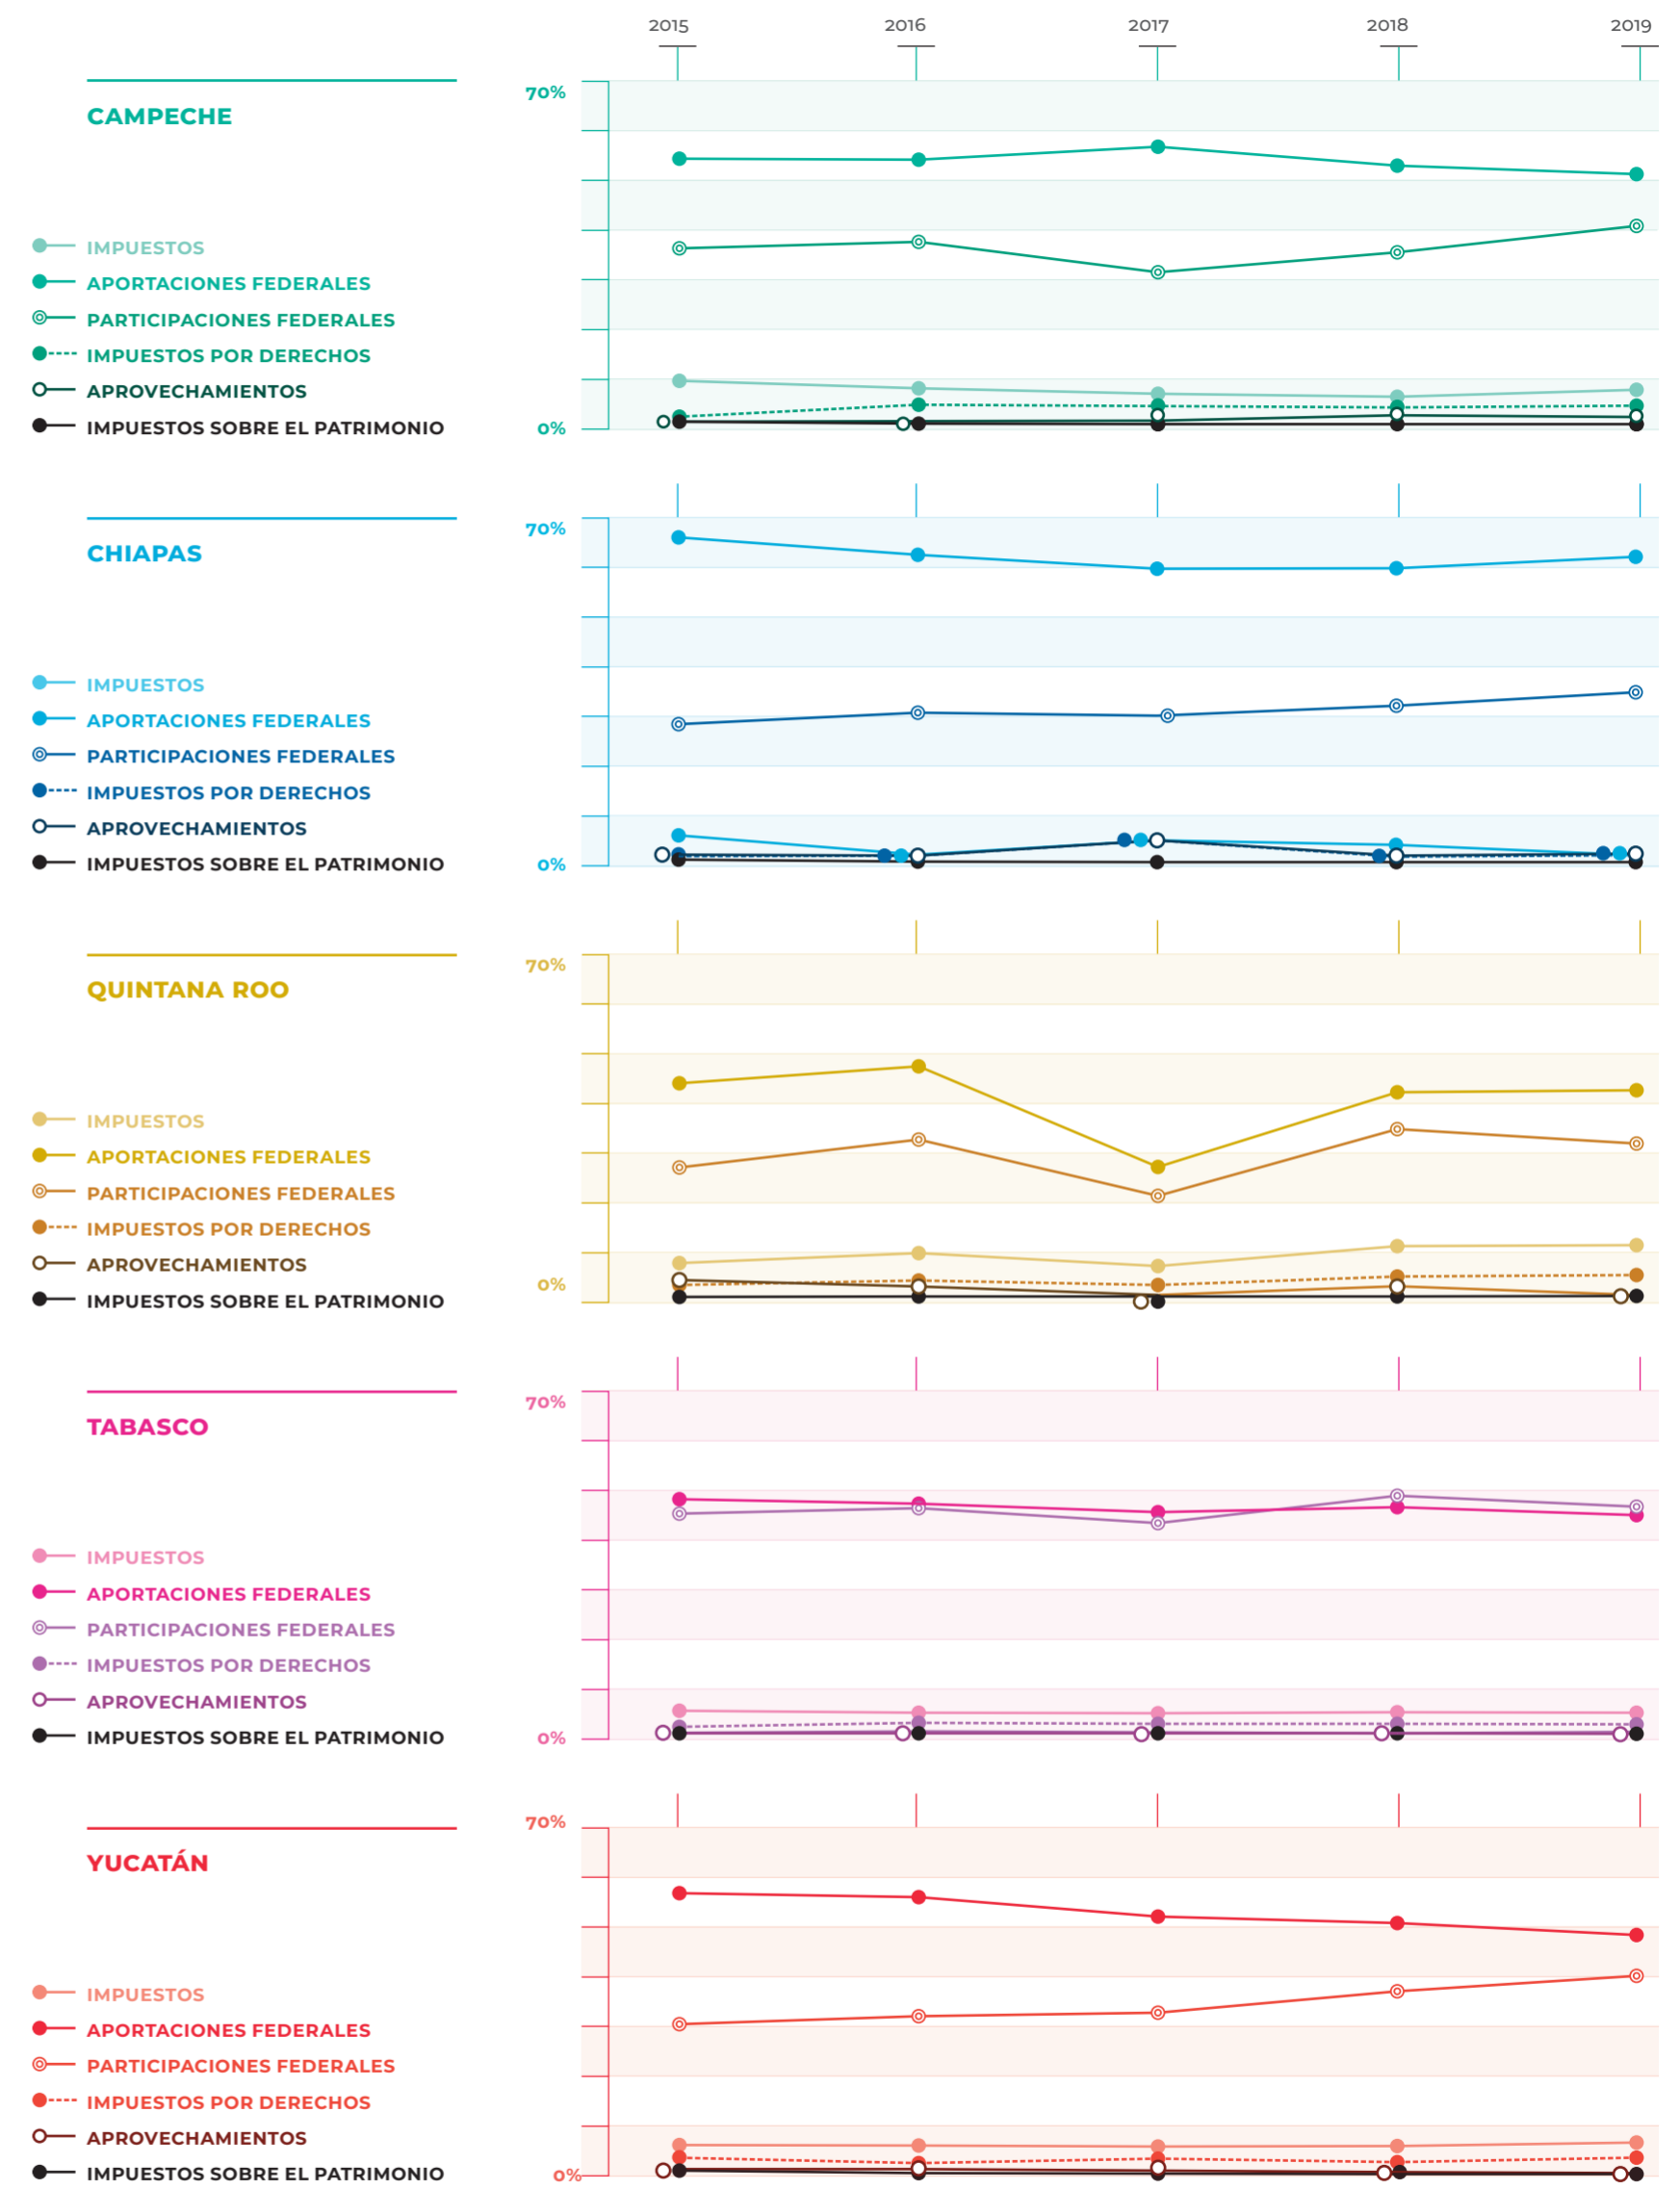 2015 2016 2017 2018 2019
70%
CAMPECHE
IMPUESTOS
APORTACIONES FEDERALES
PARTICIPACIONES FEDERALES
IMPUESTOS POR DERECHOS
APROVECHAMIENTOS
IMPUESTOS SOBRE EL PATRIMONIO
0%
70%
CHIAPAS
IMPUESTOS
APORTACIONES FEDERALES
PARTICIPACIONES FEDERALES
IMPUESTOS POR DERECHOS
APROVECHAMIENTOS
IMPUESTOS SOBRE EL PATRIMONIO
0%
70%
QUINTANA ROO
IMPUESTOS
APORTACIONES FEDERALES
PARTICIPACIONES FEDERALES
IMPUESTOS POR DERECHOS
APROVECHAMIENTOS
0%
IMPUESTOS SOBRE EL PATRIMONIO
70%
TABASCO
IMPUESTOS
APORTACIONES FEDERALES
PARTICIPACIONES FEDERALES
IMPUESTOS POR DERECHOS
APROVECHAMIENTOS
IMPUESTOS SOBRE EL PATRIMONIO
0%
70%
YUCATÁN
IMPUESTOS
APORTACIONES FEDERALES
PARTICIPACIONES FEDERALES
IMPUESTOS POR DERECHOS
APROVECHAMIENTOS
IMPUESTOS SOBRE EL PATRIMONIO
0%